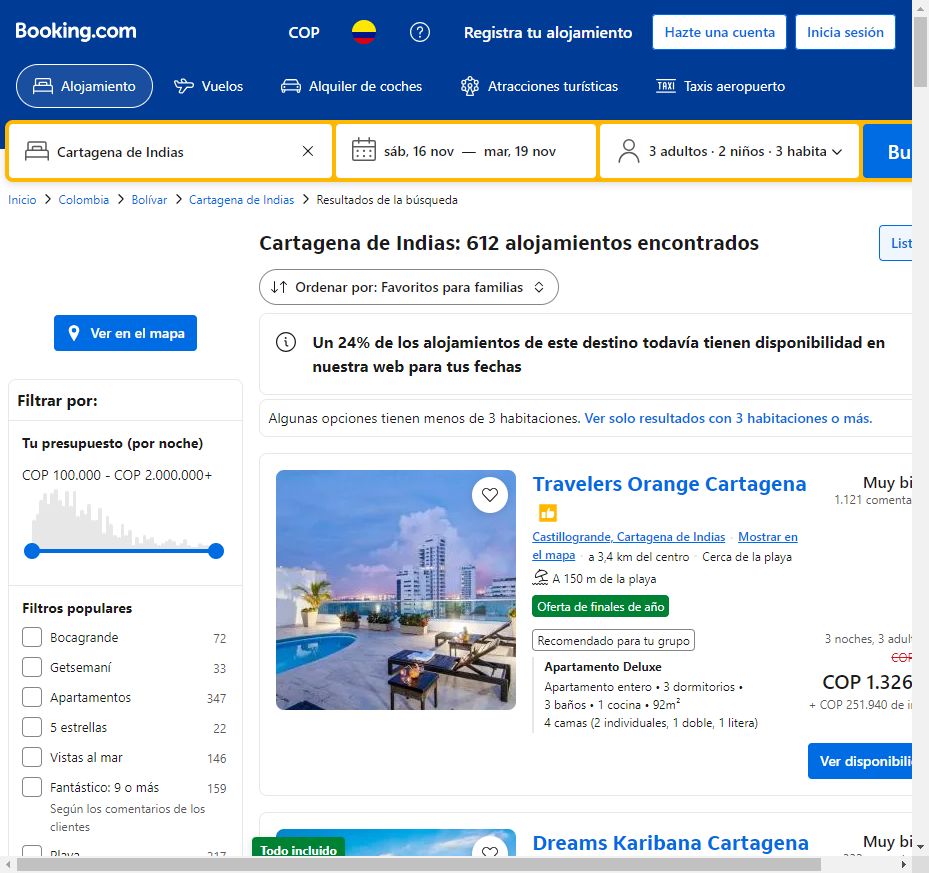 Booking.com
COP
Registra tu alojamiento
Hazte una cuenta
Inicia sesión
Alojamiento
Vuelos
Alquiler de coches
Atracciones turísticas
TAXI
Taxis aeropuerto
Cartagena de Indias
sáb, 16 nov — mar, 19 nov
3 adultos · 2 niños · 3 habita
Bu
Inicio > Colombia > Bolívar > Cartagena de Indias > Resultados de la búsqueda
Cartagena de Indias: 612 alojamientos encontrados
List
Ordenar por: Favoritos para familias
Ver en el mapa
Un 24% de los alojamientos de este destino todavía tienen disponibilidad en
nuestra web para tus fechas
Algunas opciones tienen menos de 3 habitaciones. Ver solo resultados con 3 habitaciones o más.
Filtrar por:
Tu presupuesto (por noche)
COP 100.000 - COP 2.000.000+
Filtros populares
Bocagrande 72
Getsemaní 33
Apartamentos 347
5 estrellas 22
Vistas al mar 146
Fantástico: 9 o más 159
Según los comentarios de los
clientes
Playa 217
Travelers Orange Cartagena
Muy bi
1.121 comenta
Castillogrande, Cartagena de Indias · Mostrar en
el mapa · a 3,4 km del centro · Cerca de la playa
A 150 m de la playa
Oferta de finales de año
Recomendado para tu grupo
Apartamento Deluxe
Apartamento entero • 3 dormitorios •
3 baños • 1 cocina • 92m²
4 camas (2 individuales, 1 doble, 1 litera)
3 noches, 3 adult
COP
COP 1.326
+ COP 251.940 de i
Ver disponibili
Todo incluido
Dreams Karibana Cartagena
Muy bi